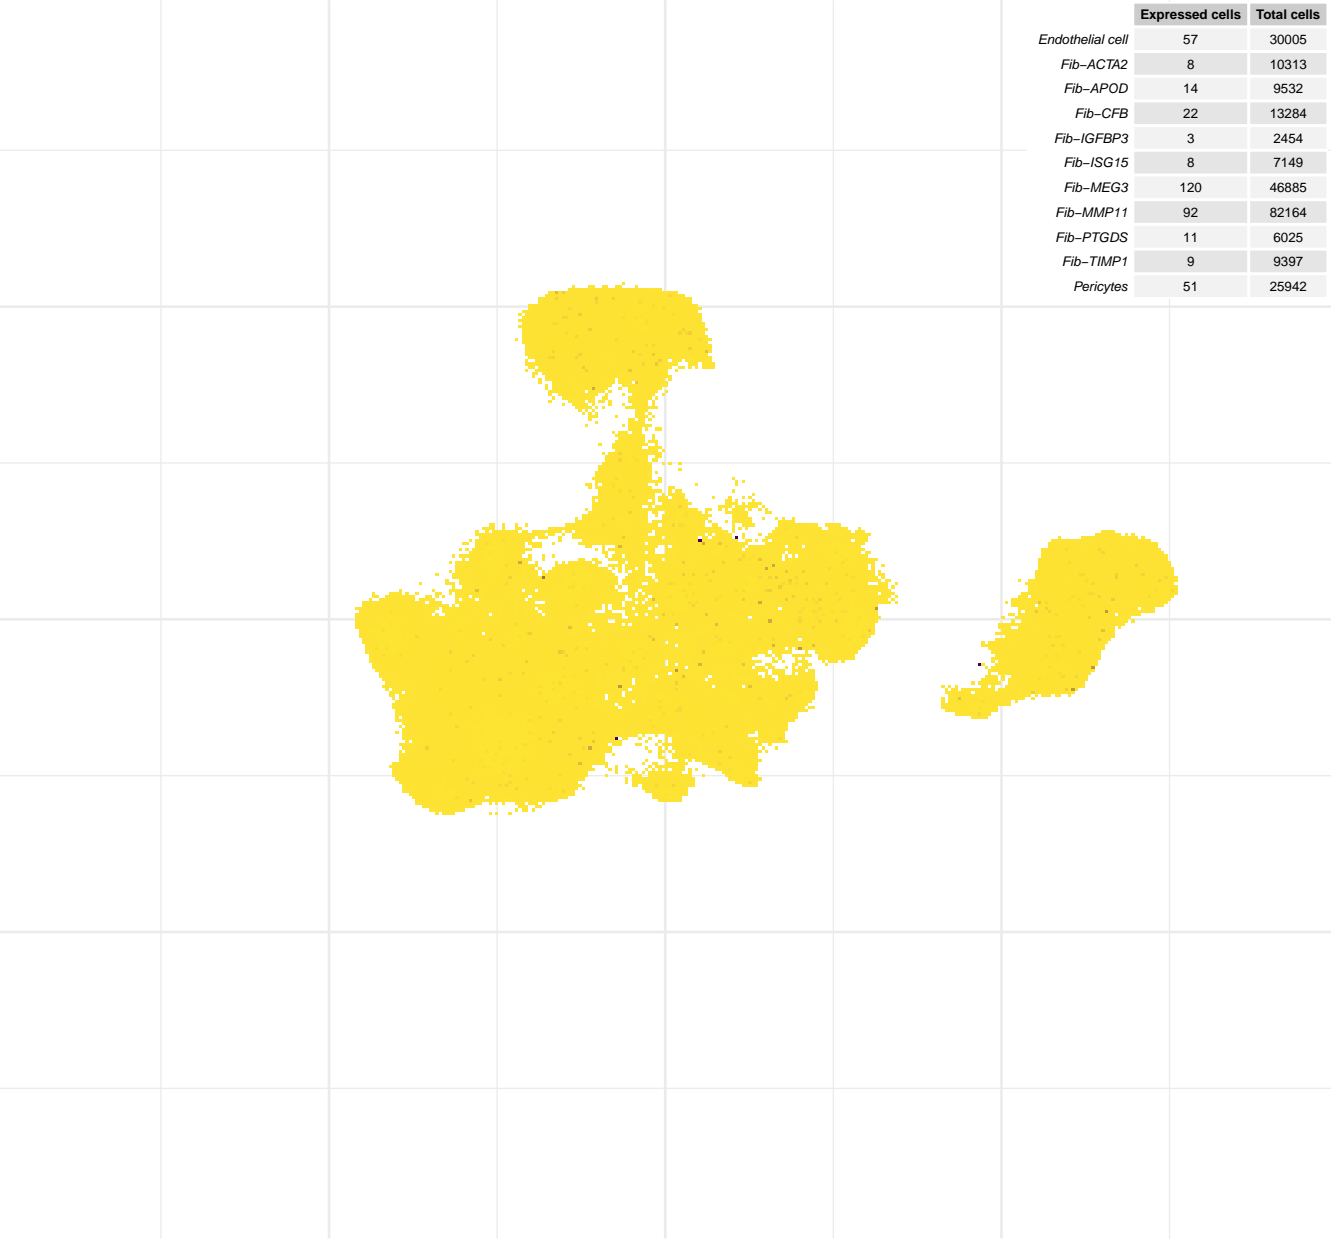 Expressed cells Total cells
Endothelial cell 57 30005
Fib−ACTA2 8 10313
Fib−APOD 14 9532
Fib−CFB 22 13284
Fib−IGFBP3 3 2454
Fib−ISG15 8 7149
Fib−MEG3 120 46885
Fib−MMP11 92 82164
Fib−PTGDS 11 6025
Fib−TIMP1 9 9397
Pericytes 51 25942